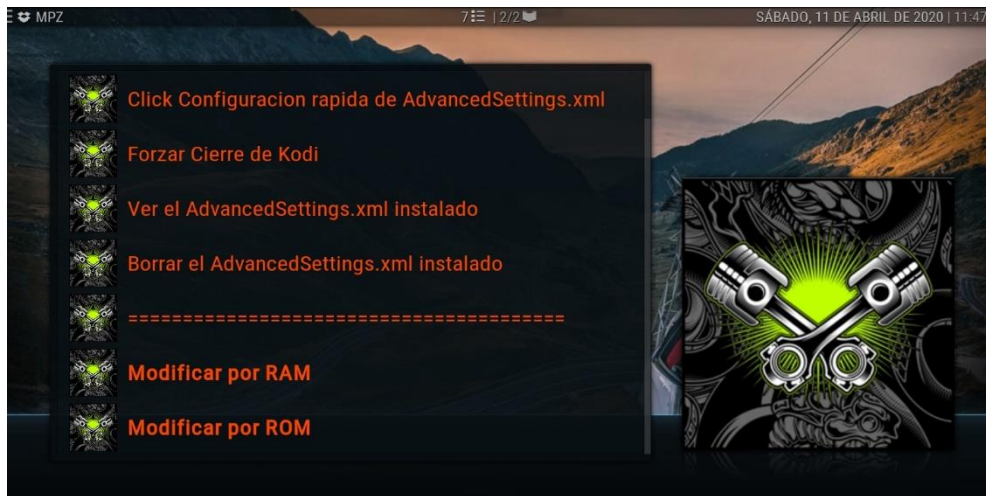 MPZ
7 | 2/2
SÁBADO, 11 DE ABRIL DE 2020 | 11:47
Click Configuracion rapida de AdvancedSettings.xml
Forzar Cierre de Kodi
Ver el AdvancedSettings.xml instalado
Borrar el AdvancedSettings.xml instalado
========================================
Modificar por RAM
Modificar por ROM